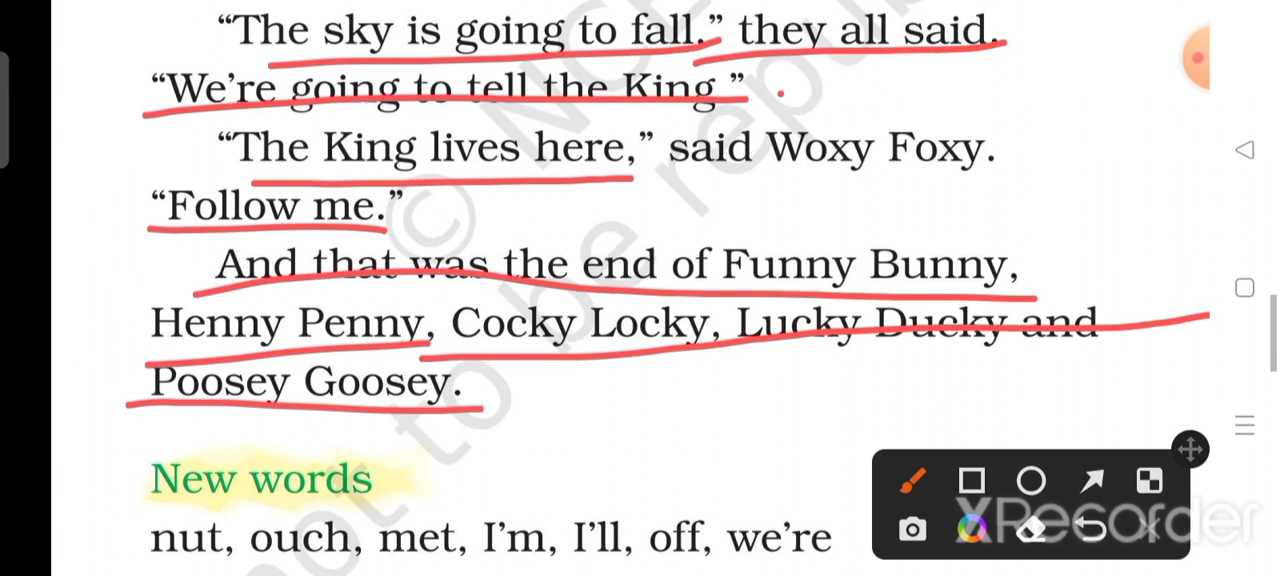 “The sky is going to fall.” they all said.
“We’re going to tell the King ”
“The King lives here,” said Woxy Foxy.
“Follow me.”
And that was the end of Funny Bunny,
Henny Penny, Cocky Locky, Lucky Ducky and
Poosey Goosey.
New words
nut, ouch, met, I’m, I’ll, off, we’re
XRecorder